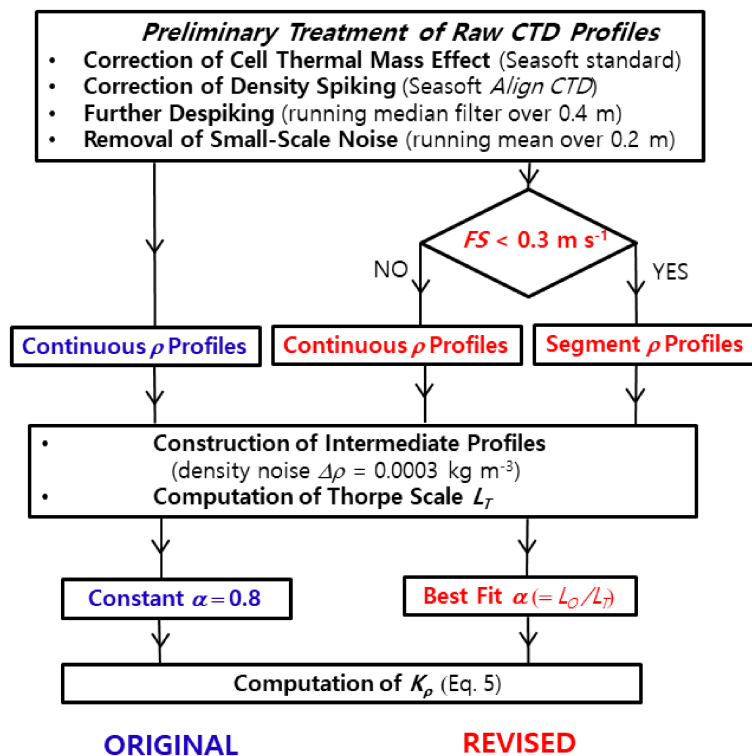 Preliminary Treatment of Raw CTD Profiles
• Correction of Cell Thermal Mass Effect (Seasoft standard)
• Correction of Density Spiking (Seasoft Align CTD)
• Further Despiking (running median filter over 0.4 m)
• Removal of Small-Scale Noise (running mean over 0.2 m)
FS < 0.3 m s⁻¹
NO YES
Continuous ρ Profiles Continuous ρ Profiles Segment ρ Profiles
• Construction of Intermediate Profiles
(density noise Δρ = 0.0003 kg m⁻³)
• Computation of Thorpe Scale L_T
Constant α = 0.8 Best Fit α (= L_O/L_T)
Computation of K_ρ (Eq. 5)
ORIGINAL REVISED